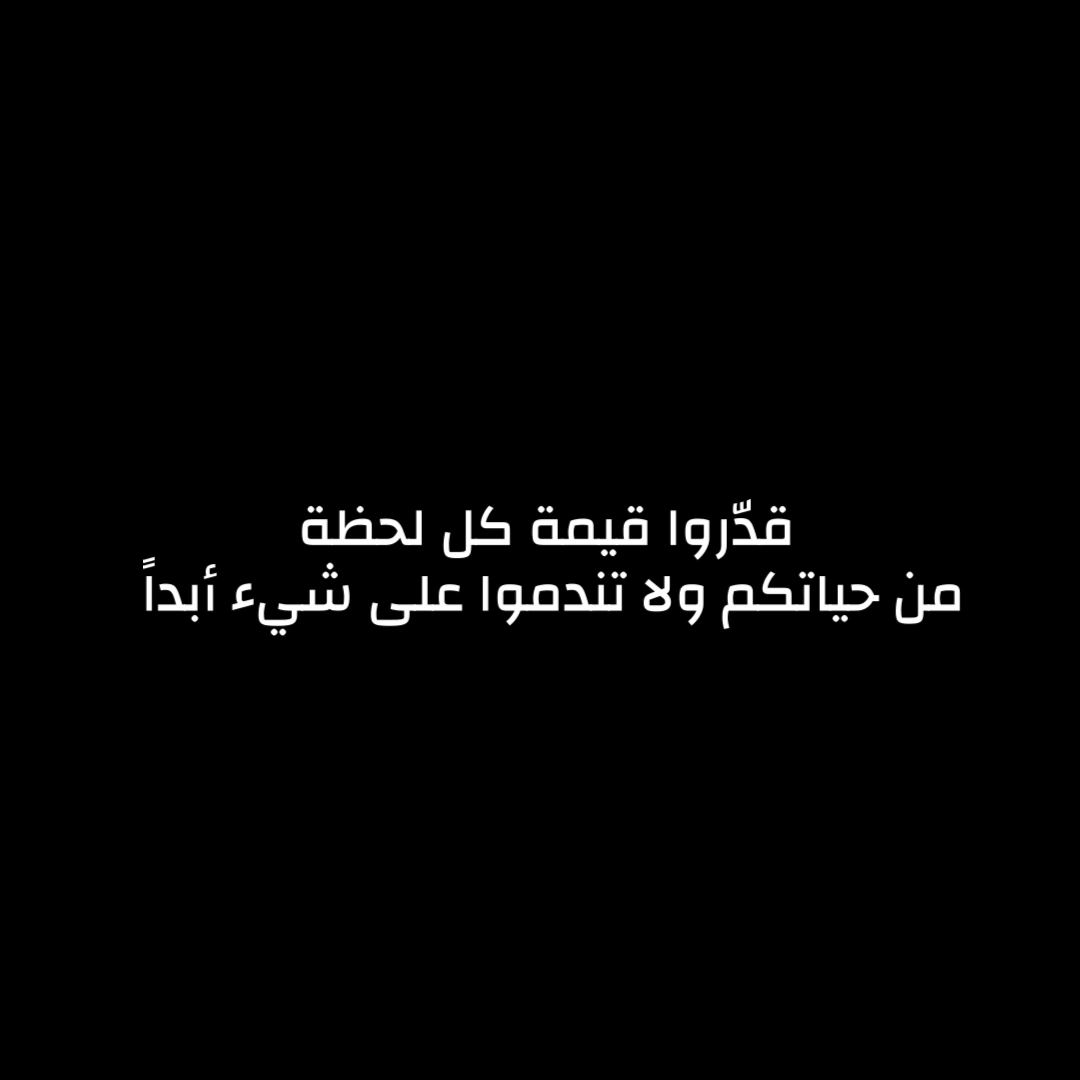 قدّروا قيمة كل لحظة
من حياتكم ولا تندموا على شيء أبداً